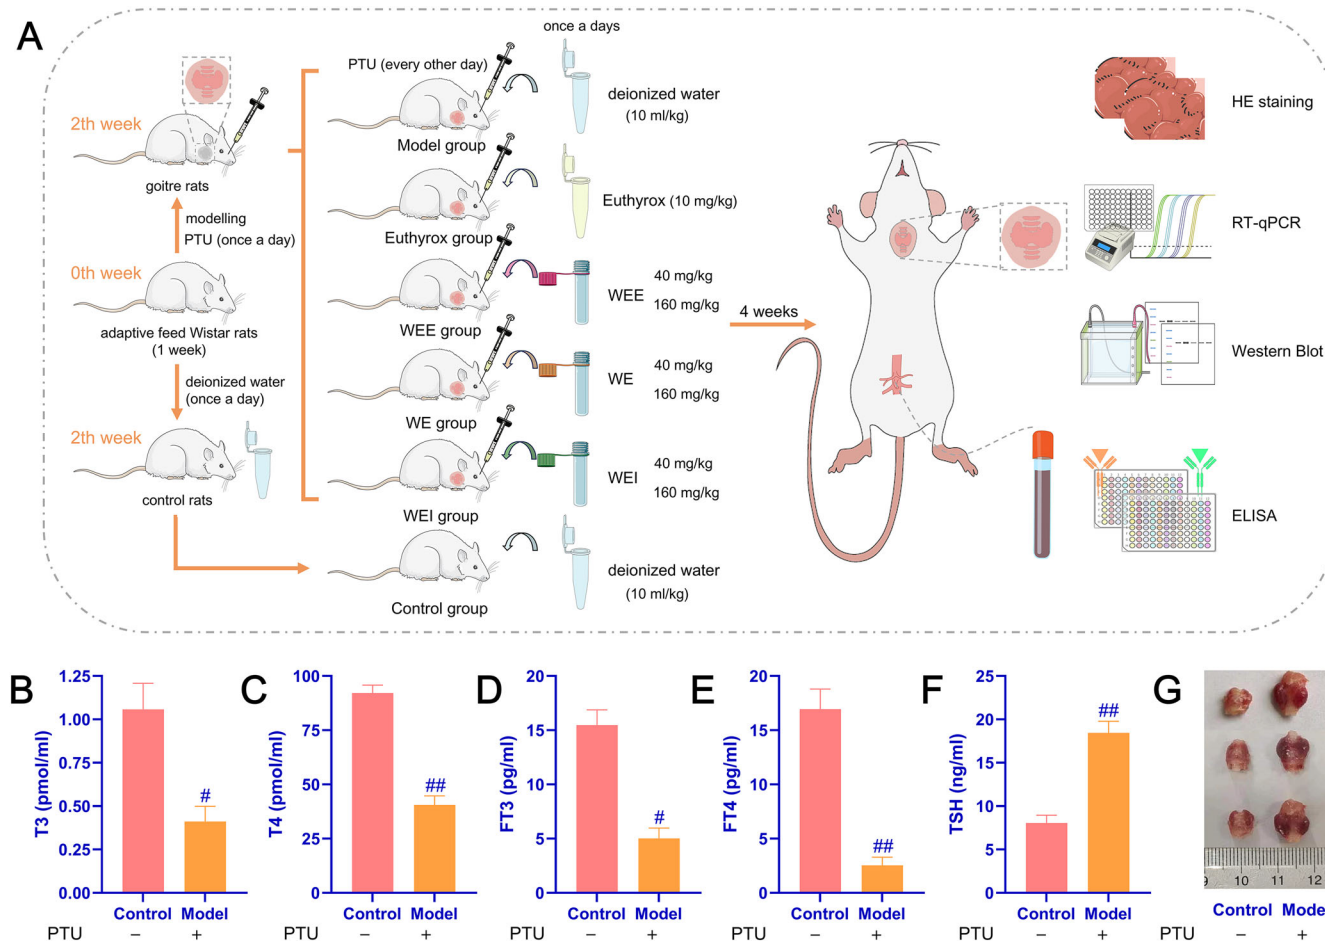 A
once a days
PTU (every other day)
deionized water
(10 ml/kg)
HE staining
2th week
Model group
goitre rats
Euthyrox (10 mg/kg)
RT-qPCR
modelling
PTU (once a day)
Euthyrox group
0th week
40 mg/kg
WEE
160 mg/kg
4 weeks
adaptive feed Wistar rats
(1 week)
WEE group
Western Blot
deionized water
(once a day)
40 mg/kg
WE
160 mg/kg
2th week
WE group
40 mg/kg
WEI
160 mg/kg
control rats
WEI group
ELISA
deionized water
(10 ml/kg)
Control group
B
T3 (pmol/ml)
1.25
1.00
0.75
0.50
0.25
0.00
#
Control Model
PTU − +
C
T4 (pmol/ml)
100
75
50
25
0
##
Control Model
PTU − +
D
FT3 (pg/ml)
20
15
10
5
0
#
Control Model
PTU − +
E
FT4 (pg/ml)
20
15
10
5
0
##
Control Model
PTU − +
F
TSH (ng/ml)
25
20
15
10
5
0
##
Control Model
PTU − +
G
9 10 11 12
Control Mode
PTU − +